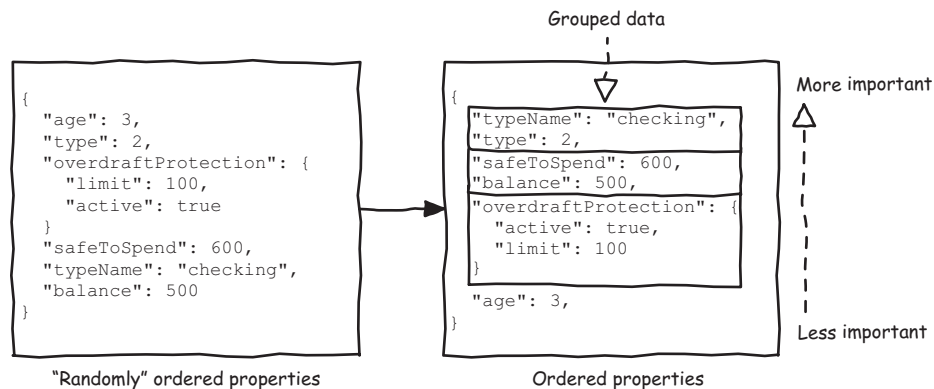 Grouped data
{
"age": 3,
"type": 2,
"overdraftProtection": {
"limit": 100,
"active": true
}
"safeToSpend": 600,
"typeName": "checking",
"balance": 500
}
"Randomly" ordered properties
{
"typeName": "checking",
"type": 2,
"safeToSpend": 600,
"balance": 500,
"overdraftProtection": {
"active": true,
"limit": 100
}
"age": 3,
}
Ordered properties
More important
Less important